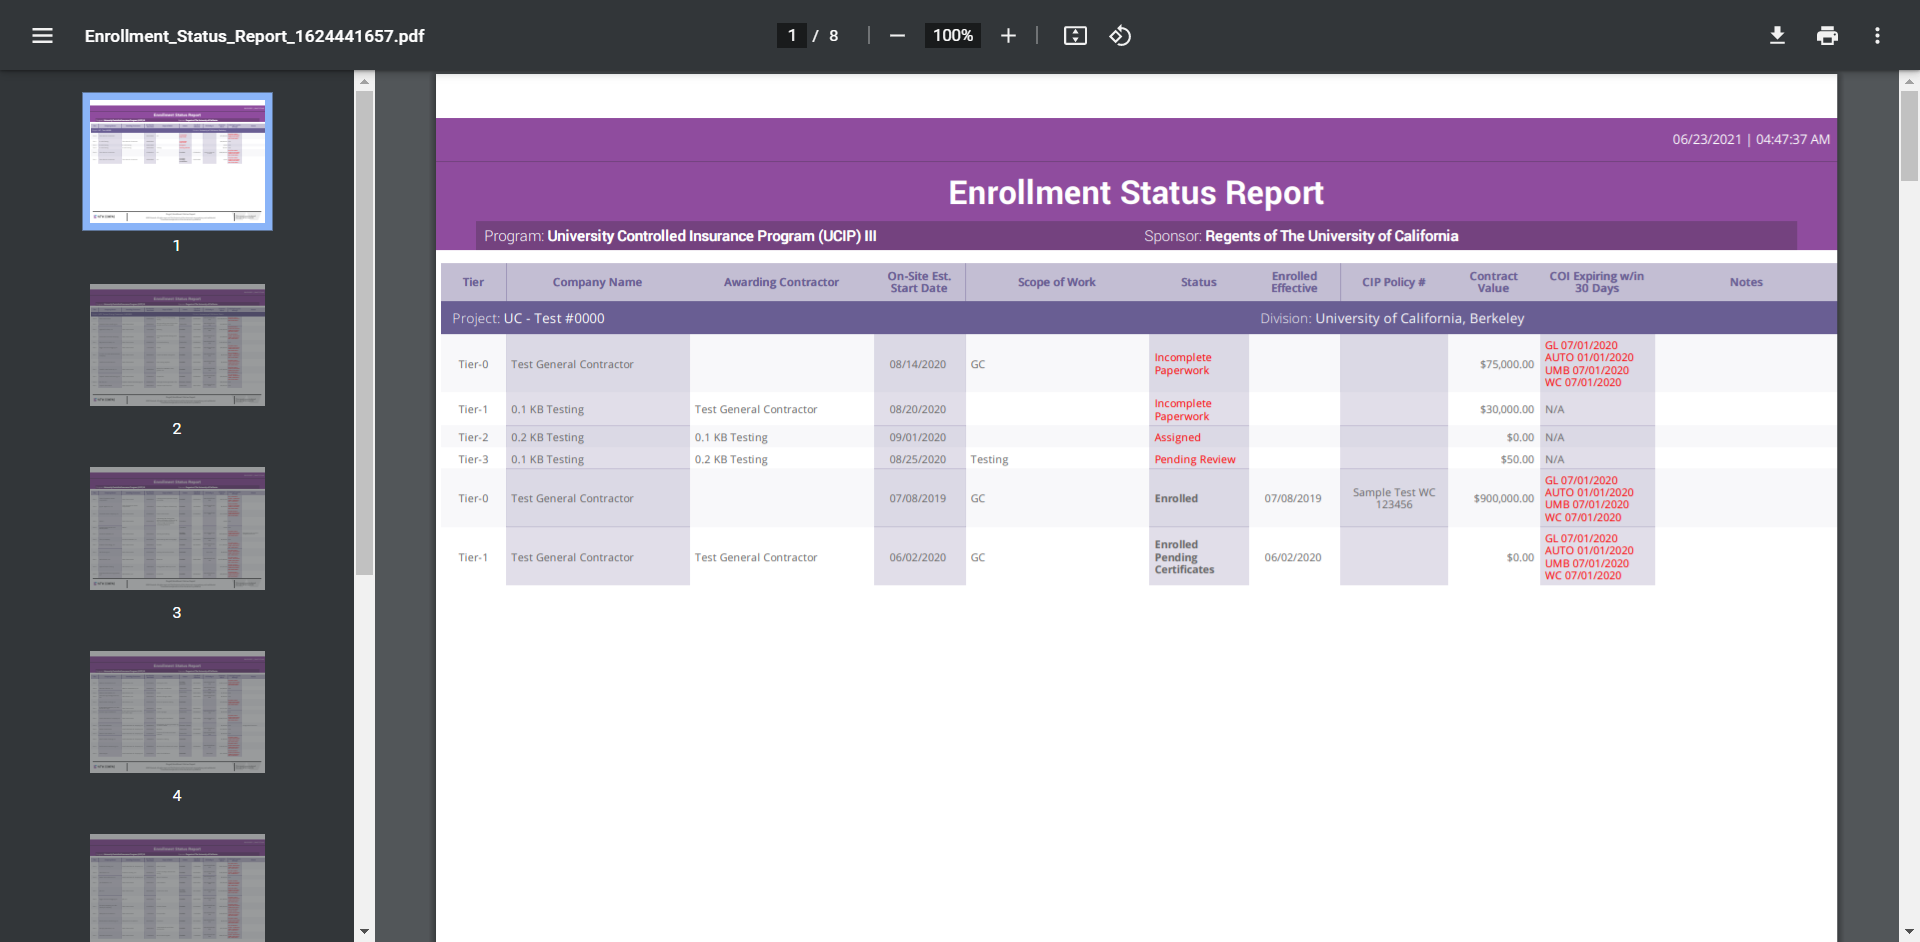 Enrollment_Status_Report_1624441657.pdf
1 / 8
100%
1
2
3
4
06/23/2021 | 04:47:37 AM
Enrollment Status Report
Program: University Controlled Insurance Program (UCIP) III Sponsor: Regents of The University of California
Tier Company Name Awarding Contractor On-Site Est. Start Date Scope of Work Status Enrolled Effective CIP Policy # Contract Value COI Expiring w/in 30 Days Notes
Project: UC - Test #0000 Division: University of California, Berkeley
Tier-0 Test General Contractor 08/14/2020 GC Incomplete Paperwork $75,000.00 GL 07/01/2020
AUTO 01/01/2020
UMB 07/01/2020
WC 07/01/2020
Tier-1 0.1 KB Testing Test General Contractor 08/20/2020 Incomplete Paperwork $30,000.00 N/A
Tier-2 0.2 KB Testing 0.1 KB Testing 09/01/2020 Assigned $0.00 N/A
Tier-3 0.1 KB Testing 0.2 KB Testing 08/25/2020 Testing Pending Review $50.00 N/A
Tier-0 Test General Contractor 07/08/2019 GC Enrolled 07/08/2019 Sample Test WC 123456 $900,000.00 GL 07/01/2020
AUTO 01/01/2020
UMB 07/01/2020
WC 07/01/2020
Tier-1 Test General Contractor Test General Contractor 06/02/2020 GC Enrolled Pending Certificates 06/02/2020 $0.00 GL 07/01/2020
AUTO 01/01/2020
UMB 07/01/2020
WC 07/01/2020